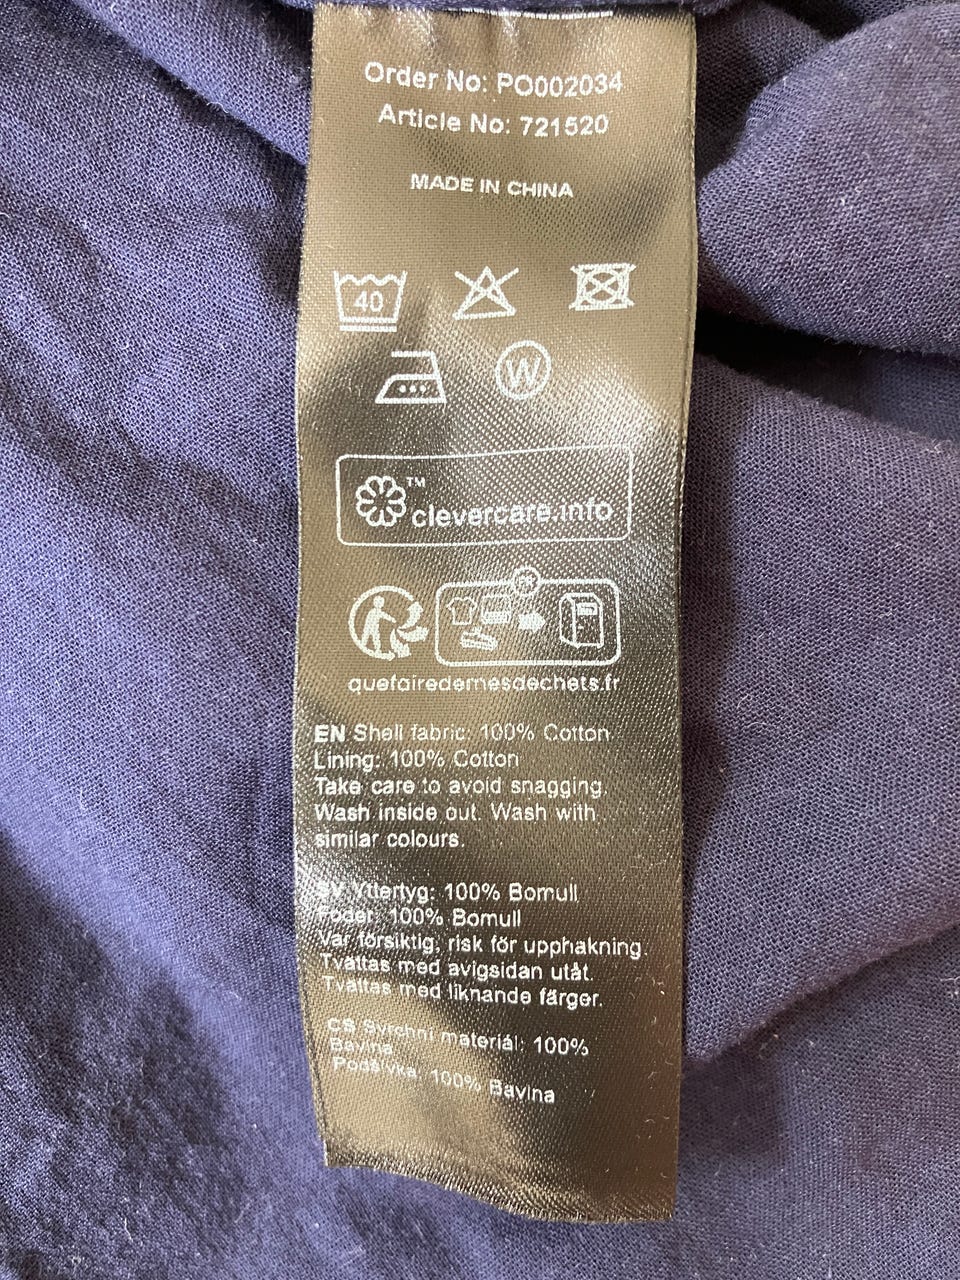 Order No: PO002034
Article No: 721520
MADE IN CHINA
40
W
™
clevercare.info
FR
quefairedemesdechets.fr
EN Shell fabric: 100% Cotton
Lining: 100% Cotton
Take care to avoid snagging.
Wash inside out. Wash with
similar colours.
SV Yttertyg: 100% Bomull
Foder: 100% Bomull
Var försiktig, risk för upphakning.
Tvättas med avigsidan utåt.
Tvättas med liknande färger.
CS Svrchní materiál: 100%
Bavlna
Podšívka: 100% Bavlna